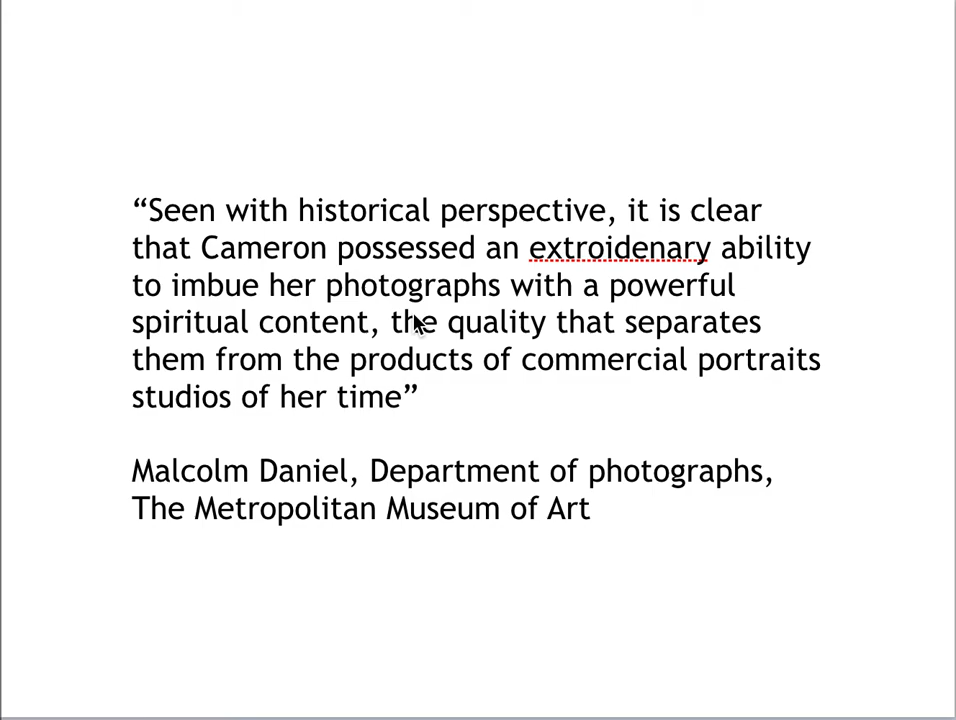 “Seen with historical perspective, it is clear
that Cameron possessed an extroidenary ability
to imbue her photographs with a powerful
spiritual content, the quality that separates
them from the products of commercial portraits
studios of her time”
Malcolm Daniel, Department of photographs,
The Metropolitan Museum of Art